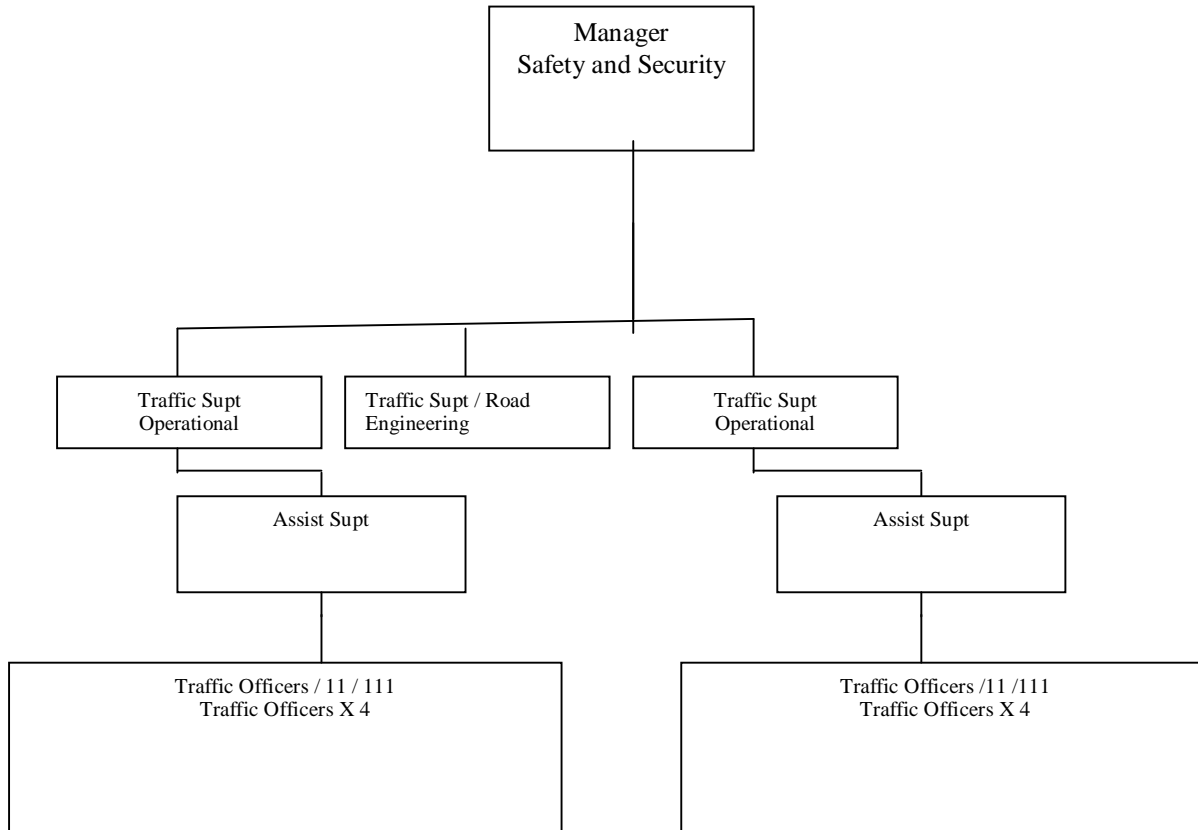 Manager
Safety and Security
Traffic Supt
Operational
Traffic Supt / Road
Engineering
Traffic Supt
Operational
Assist Supt
Assist Supt
Traffic Officers / 11 / 111
Traffic Officers X 4
Traffic Officers /11 /111
Traffic Officers X 4